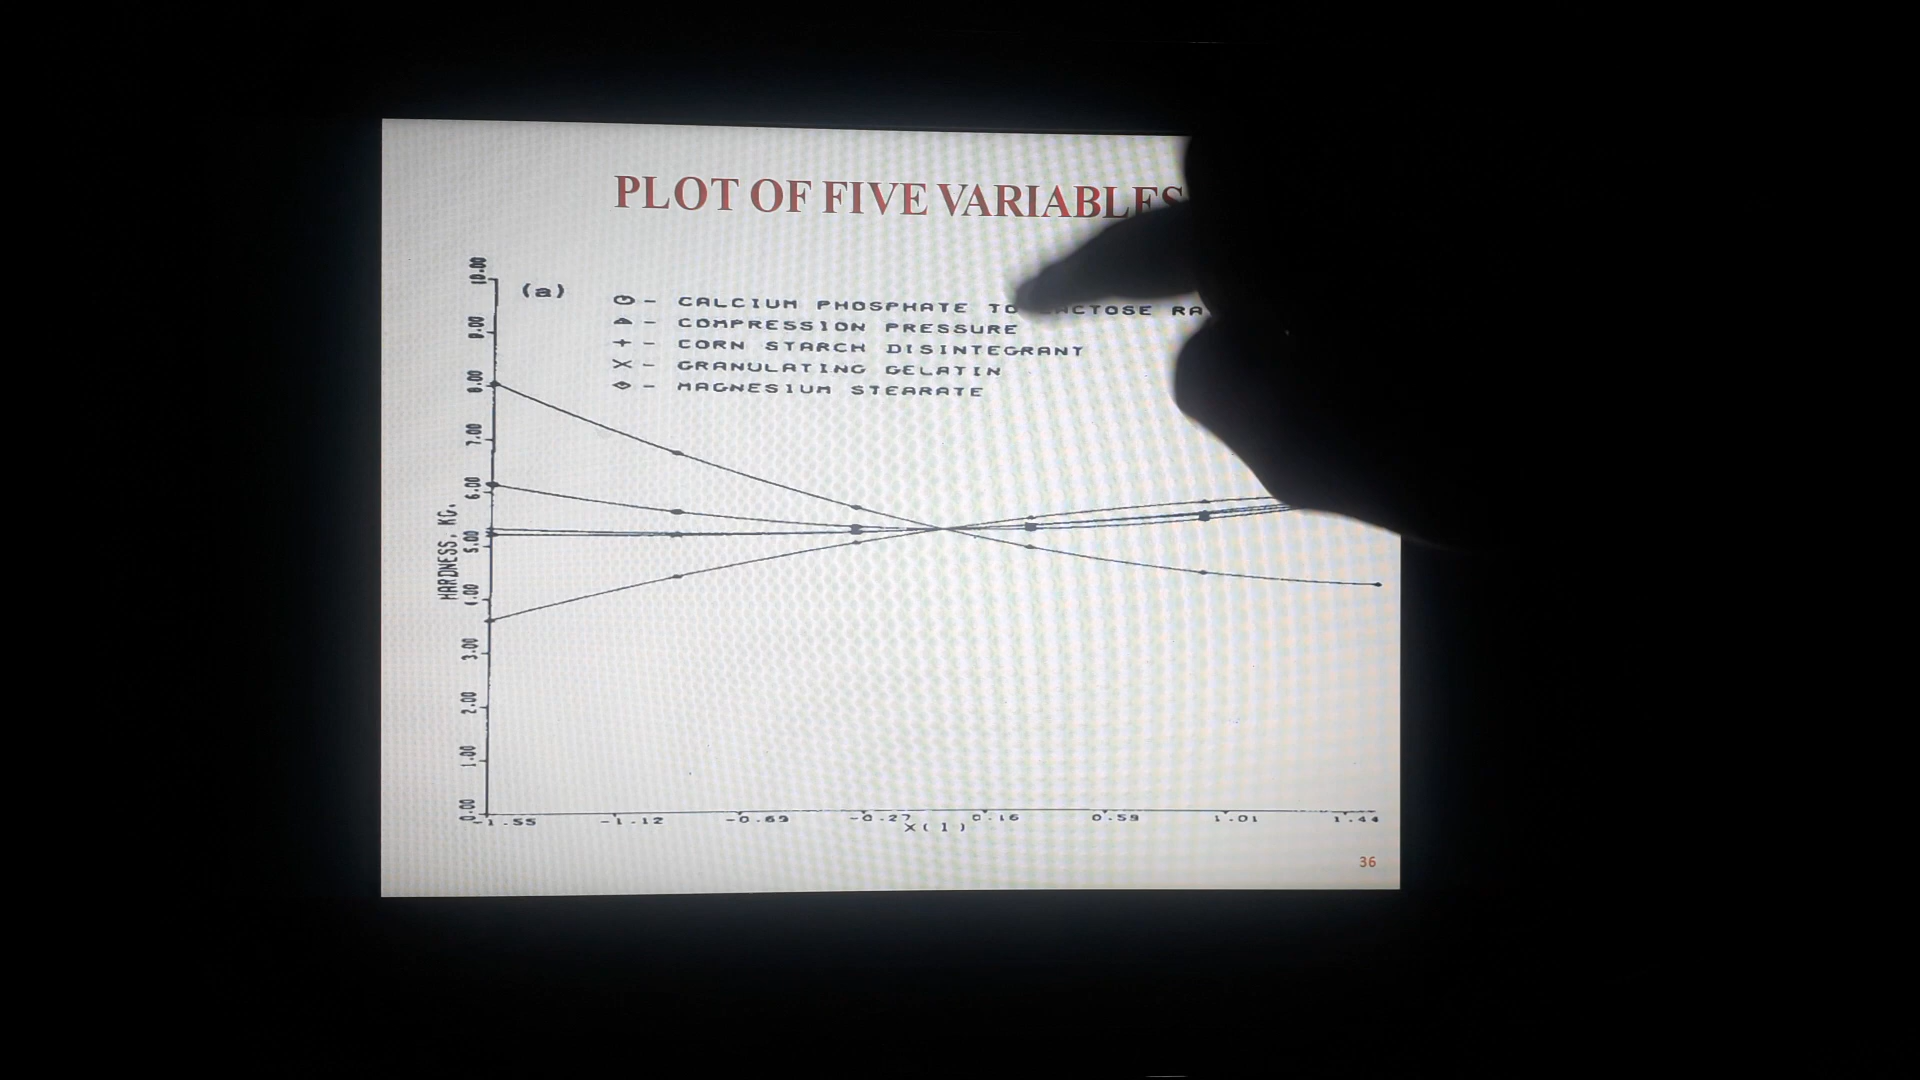 PLOT OF FIVE VARIABLES
(a)
CALCIUM PHOSPHATE TO LACTOSE RA
COMPRESSION PRESSURE
CORN STARCH DISINTEGRANT
GRANULATING GELATIN
MAGNESIUM STEARATE
10.00
9.00
8.00
7.00
6.00
5.00
4.00
3.00
2.00
1.00
0.00
HARDNESS, KG.
-1.55 -1.12 -0.69 -0.27 0.16 0.59 1.01 1.44
X(1)
36